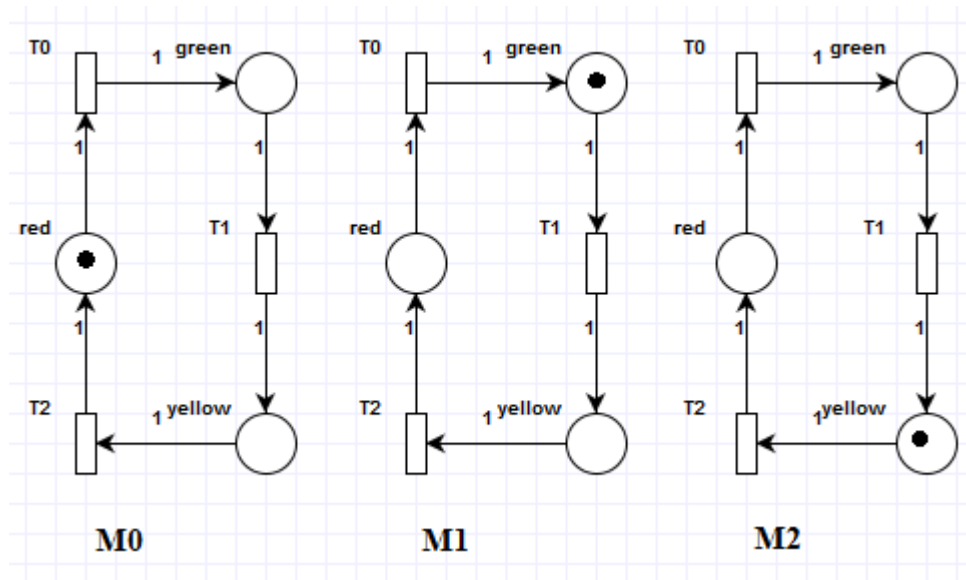 T0 1 green T0 1 green T0 1 green
1 1 1 1 1 1
red T1 red T1 red T1
1 1 1 1 1 1
T2 1 yellow T2 1 yellow T2 1 yellow
M0 M1 M2